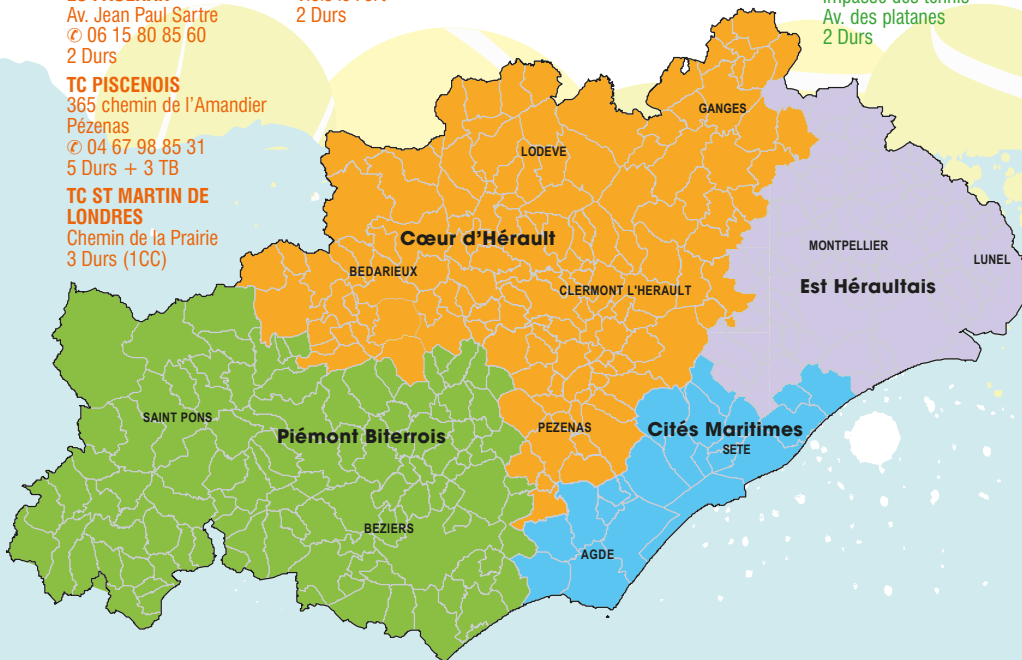 Av. Jean Paul Sartre
✆ 06 15 80 85 60
2 Durs
TC PISCENOIS
365 chemin de l'Amandier
Pézenas
✆ 04 67 98 85 31
5 Durs + 3 TB
TC ST MARTIN DE
LONDRES
Chemin de la Prairie
3 Durs (1CC)
2 Durs
Impasse des tennis
Av. des platanes
2 Durs
GANGES
LODEVE
Cœur d'Hérault
BEDARIEUX
CLERMONT L'HERAULT
MONTPELLIER
LUNEL
Est Héraultais
SAINT PONS
Piémont Biterrois
PEZENAS
Cités Maritimes
SETE
BEZIERS
AGDE